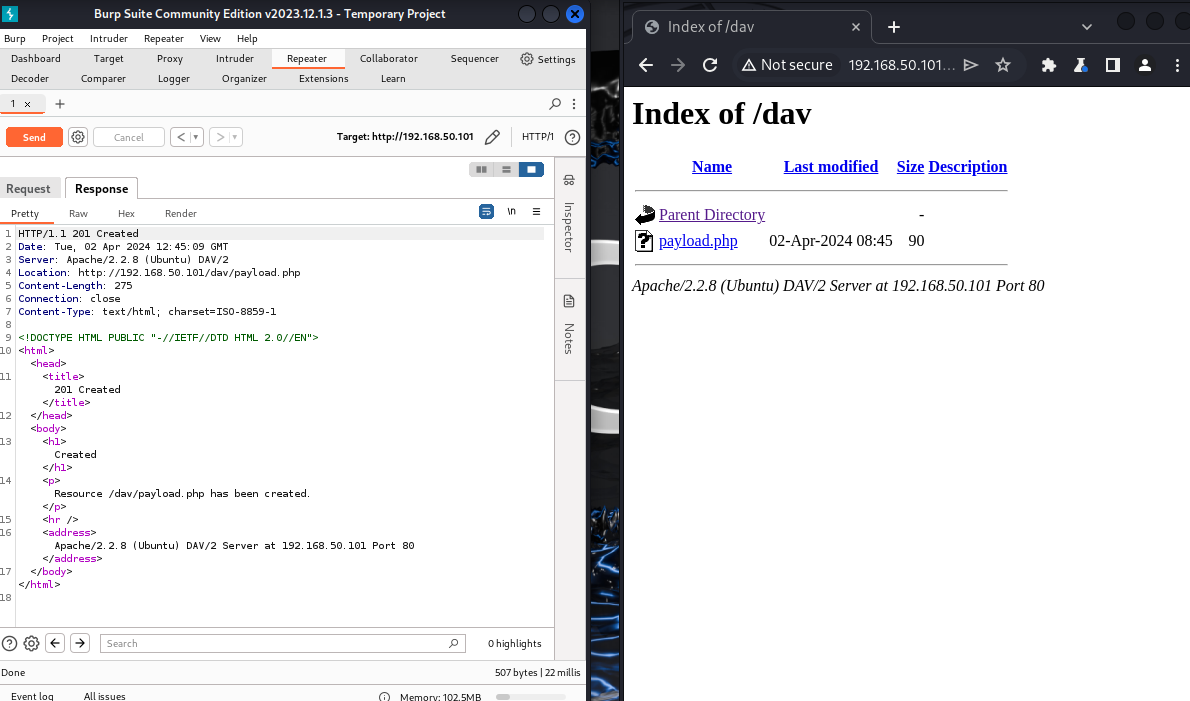 Burp Suite Community Edition v2023.12.1.3 - Temporary Project
Burp Project Intruder Repeater View Help
Dashboard Target Proxy Intruder Repeater Collaborator Sequencer Settings
Decoder Comparer Logger Organizer Extensions Learn
1 × +
Send Cancel < > Target: http://192.168.50.101 HTTP/1 ?
Request Response
Pretty Raw Hex Render \n
1 HTTP/1.1 201 Created
2 Date: Tue, 02 Apr 2024 12:45:09 GMT
3 Server: Apache/2.2.8 (Ubuntu) DAV/2
4 Location: http://192.168.50.101/dav/payload.php
5 Content-Length: 275
6 Connection: close
7 Content-Type: text/html; charset=ISO-8859-1
8
9 <!DOCTYPE HTML PUBLIC "-//IETF//DTD HTML 2.0//EN">
10 <html>
<head>
11 <title>
201 Created
</title>
12 </head>
<body>
13 <h1>
Created
</h1>
14 <p>
Resource /dav/payload.php has been created.
</p>
15 <hr />
16 <address>
Apache/2.2.8 (Ubuntu) DAV/2 Server at 192.168.50.101 Port 80
</address>
17 </body>
</html>
18
Inspector
Notes
Search 0 highlights
Done 507 bytes | 22 millis
Event log All issues Memory: 102.5MB
Index of /dav × +
Not secure 192.168.50.101…
Index of /dav
Name Last modified Size Description
Parent Directory -
payload.php 02-Apr-2024 08:45 90
Apache/2.2.8 (Ubuntu) DAV/2 Server at 192.168.50.101 Port 80